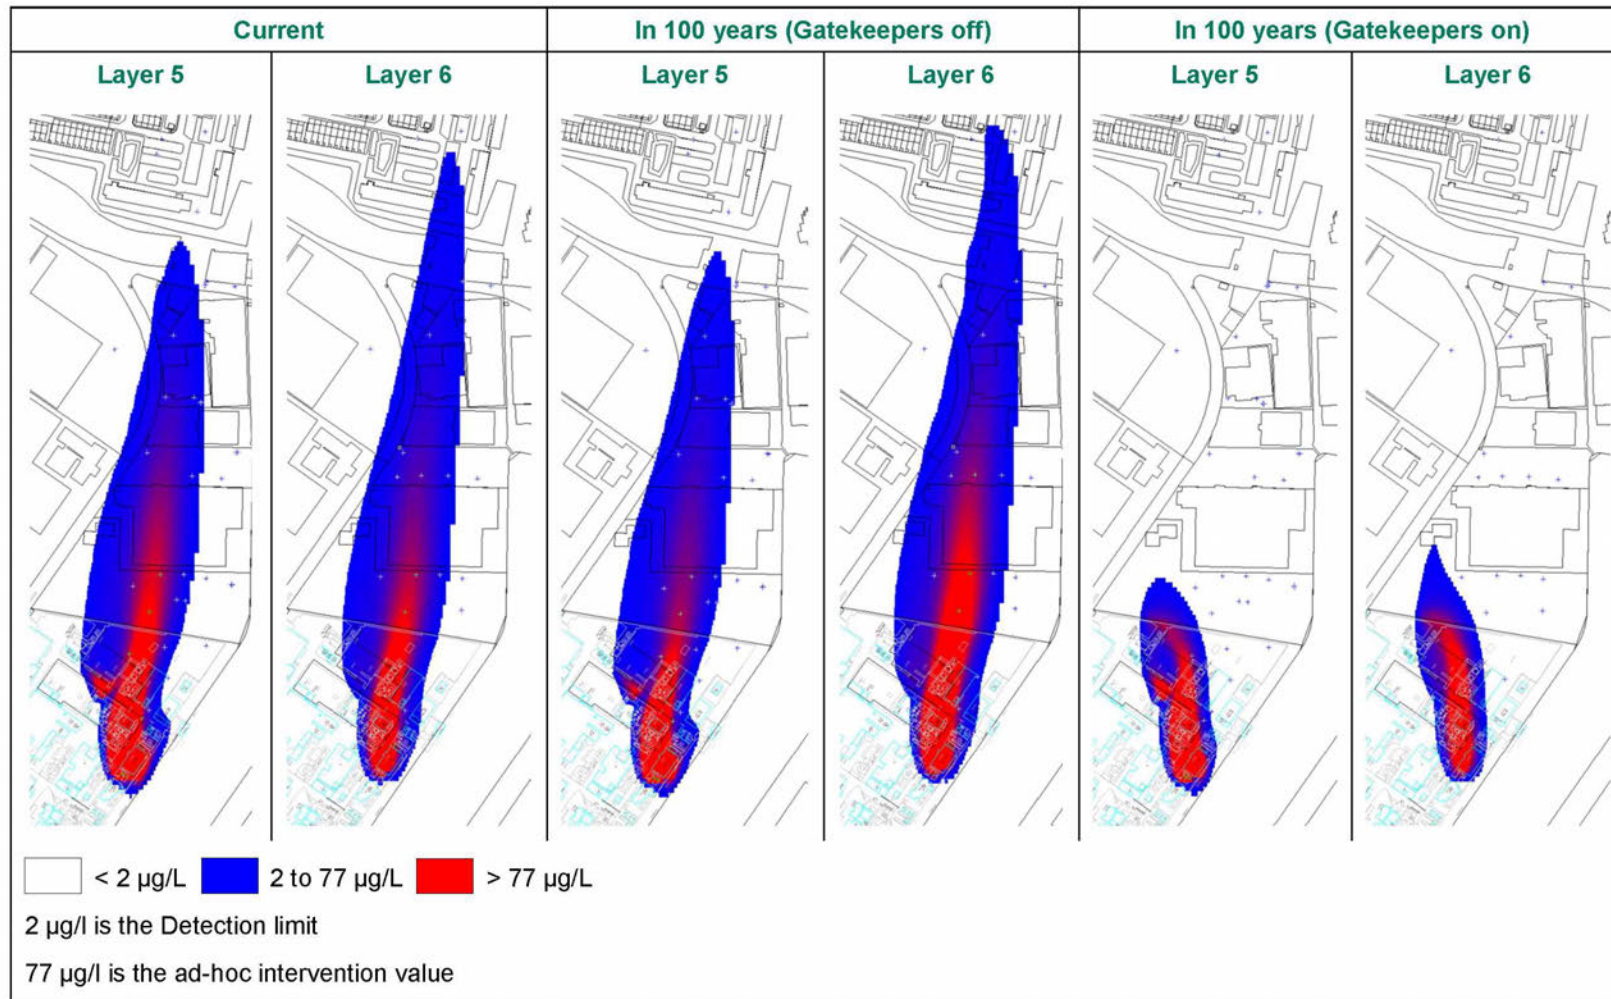 Current
In 100 years (Gatekeepers off)
In 100 years (Gatekeepers on)
Layer 5
Layer 6
Layer 5
Layer 6
Layer 5
Layer 6
< 2 µg/L
2 to 77 µg/L
> 77 µg/L
2 µg/l is the Detection limit
77 µg/l is the ad-hoc intervention value